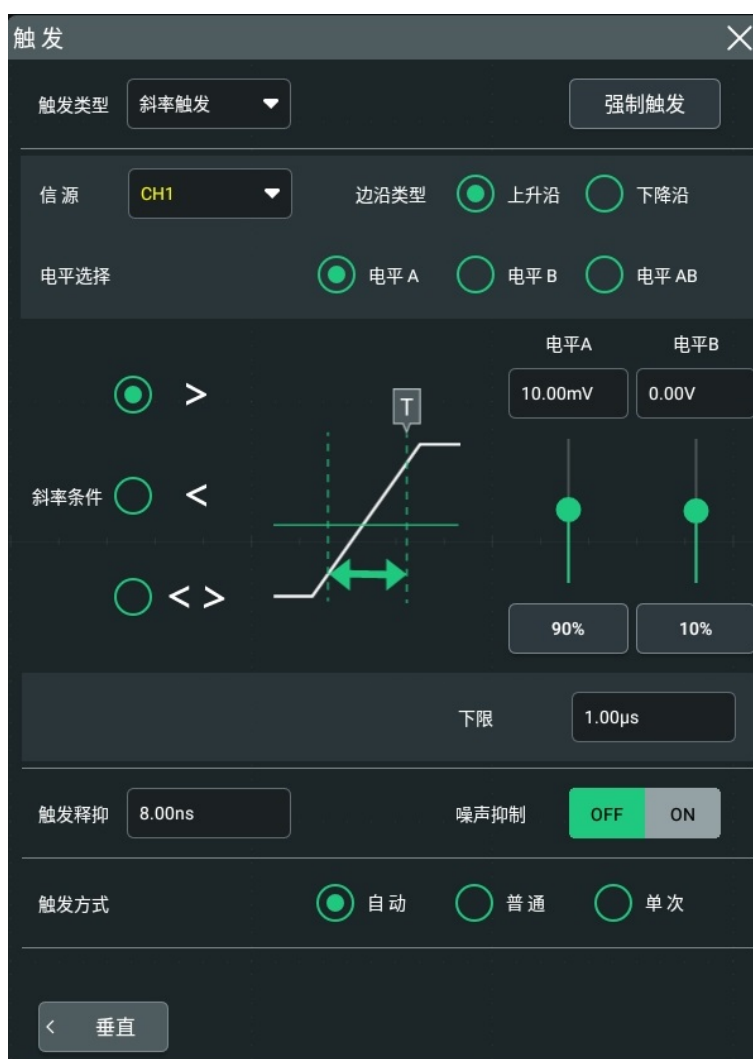 触发
触发类型 斜率触发 强制触发
信源 CH1 边沿类型 上升沿 下降沿
电平选择 电平 A 电平 B 电平 AB
电平A 电平B
> 10.00mV 0.00V
T
斜率条件 <
< >
90% 10%
下限 1.00μs
触发释抑 8.00ns 噪声抑制 OFF ON
触发方式 自动 普通 单次
< 垂直